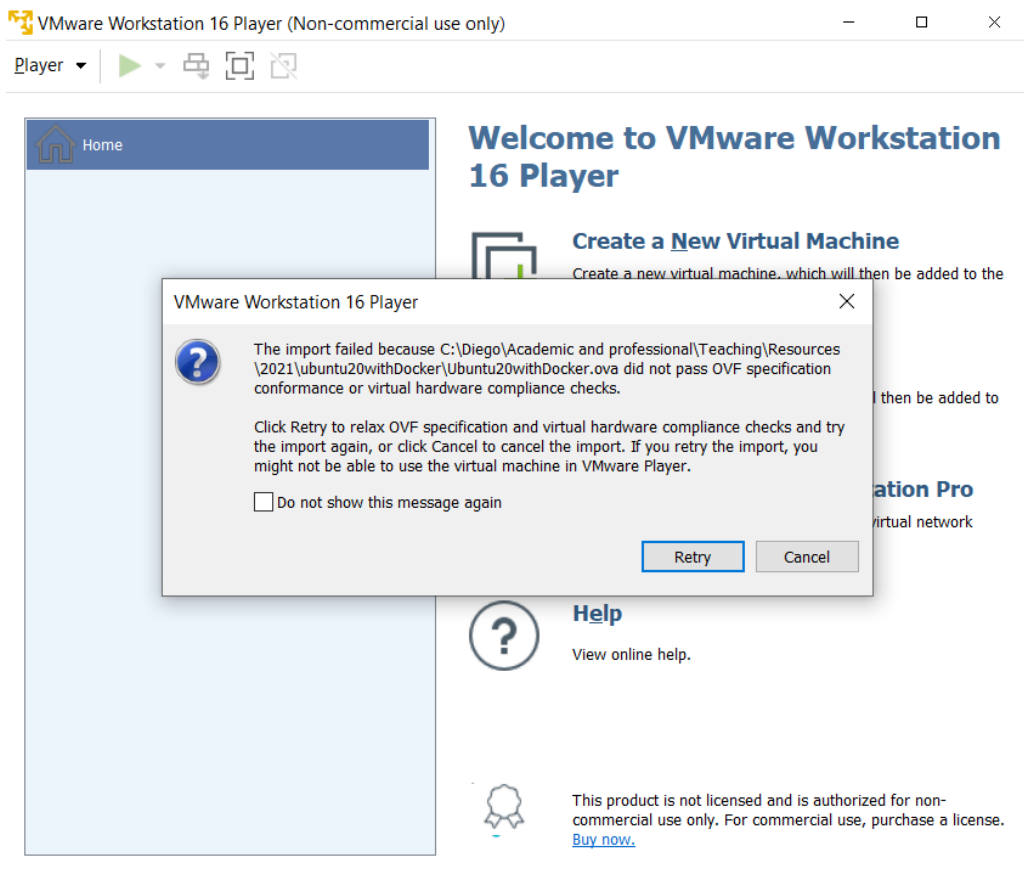 VMware Workstation 16 Player (Non-commercial use only)
Player
Home
Welcome to VMware Workstation
16 Player
Create a New Virtual Machine
Create a new virtual machine, which will then be added to the
VMware Workstation 16 Player
The import failed because C:\Diego\Academic and professional\Teaching\Resources
\2021\ubuntu20withDocker\Ubuntu20withDocker.ova did not pass OVF specification
conformance or virtual hardware compliance checks.
Click Retry to relax OVF specification and virtual hardware compliance checks and try
the import again, or click Cancel to cancel the import. If you retry the import, you
might not be able to use the virtual machine in VMware Player.
Do not show this message again
Retry
Cancel
then be added to
ation Pro
virtual network
Help
View online help.
This product is not licensed and is authorized for non-
commercial use only. For commercial use, purchase a license.
Buy now.